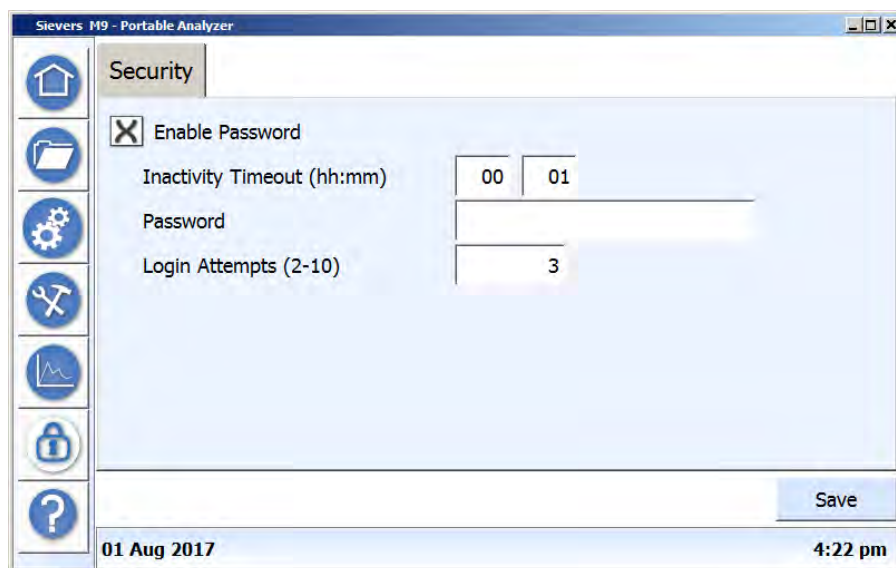 Sievers M9 - Portable Analyzer
Security
Enable Password
Inactivity Timeout (hh:mm) 00 01
Password
Login Attempts (2-10) 3
Save
01 Aug 2017 4:22 pm